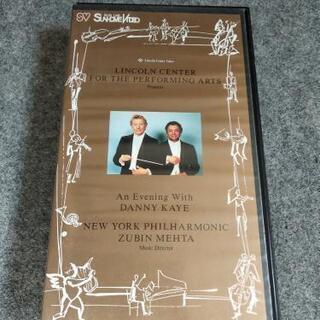 SV
SUNCREST VIDEO
Lincoln Center Video
LINCOLN CENTER
FOR THE PERFORMING ARTS
Presents
An Evening With
DANNY KAYE
NEW YORK PHILHARMONIC
ZUBIN MEHTA
Music Director